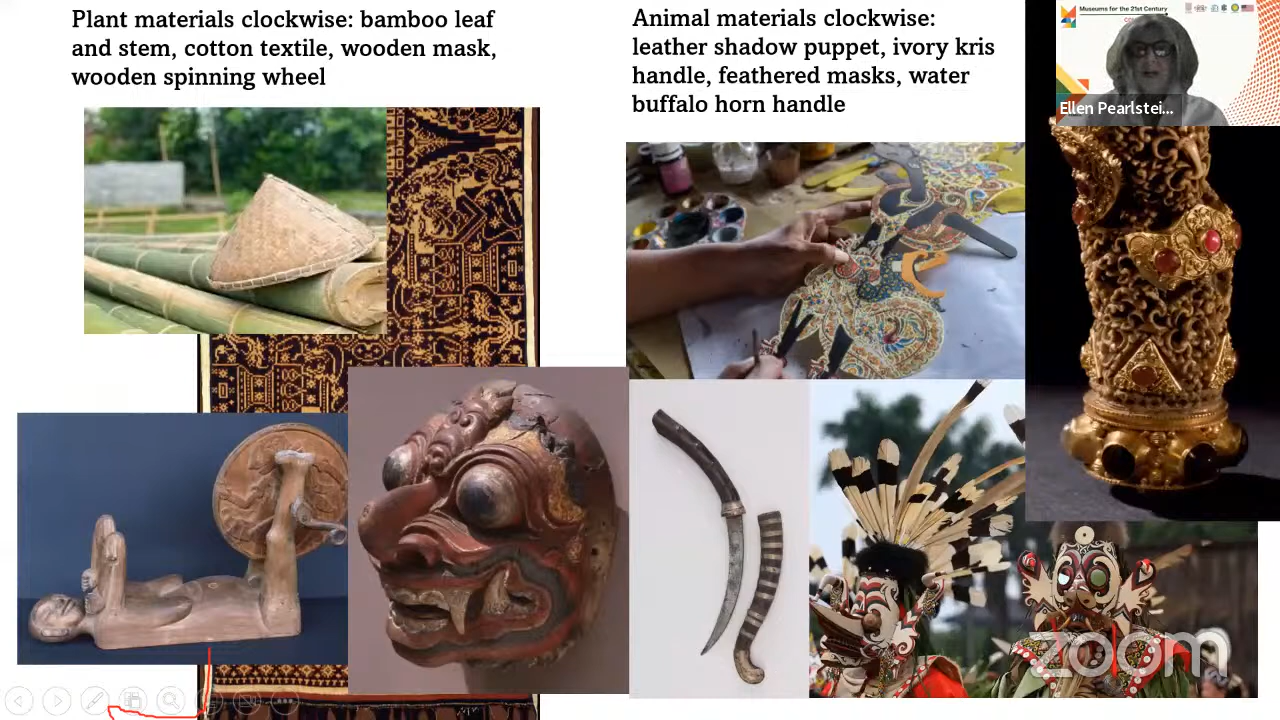 Plant materials clockwise: bamboo leaf
and stem, cotton textile, wooden mask,
wooden spinning wheel
Animal materials clockwise:
leather shadow puppet, ivory kris
handle, feathered masks, water
buffalo horn handle
Museums for the 21st Century
Ellen Pearlstei...
zoom